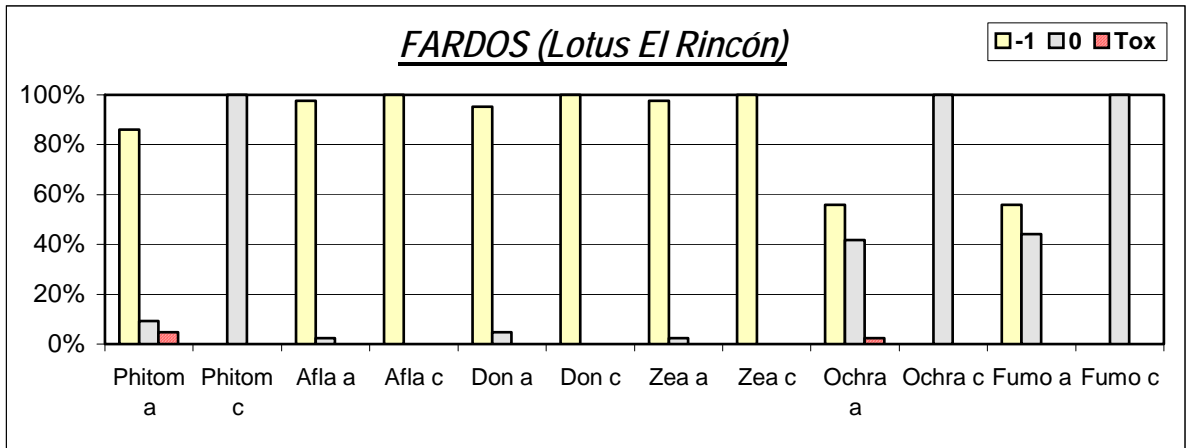 FARDOS (Lotus El Rincón)
-1 0 Tox
100%
80%
60%
40%
20%
0%
Phitom a
Phitom c
Afla a
Afla c
Don a
Don c
Zea a
Zea c
Ochra a
Ochra c
Fumo a
Fumo c